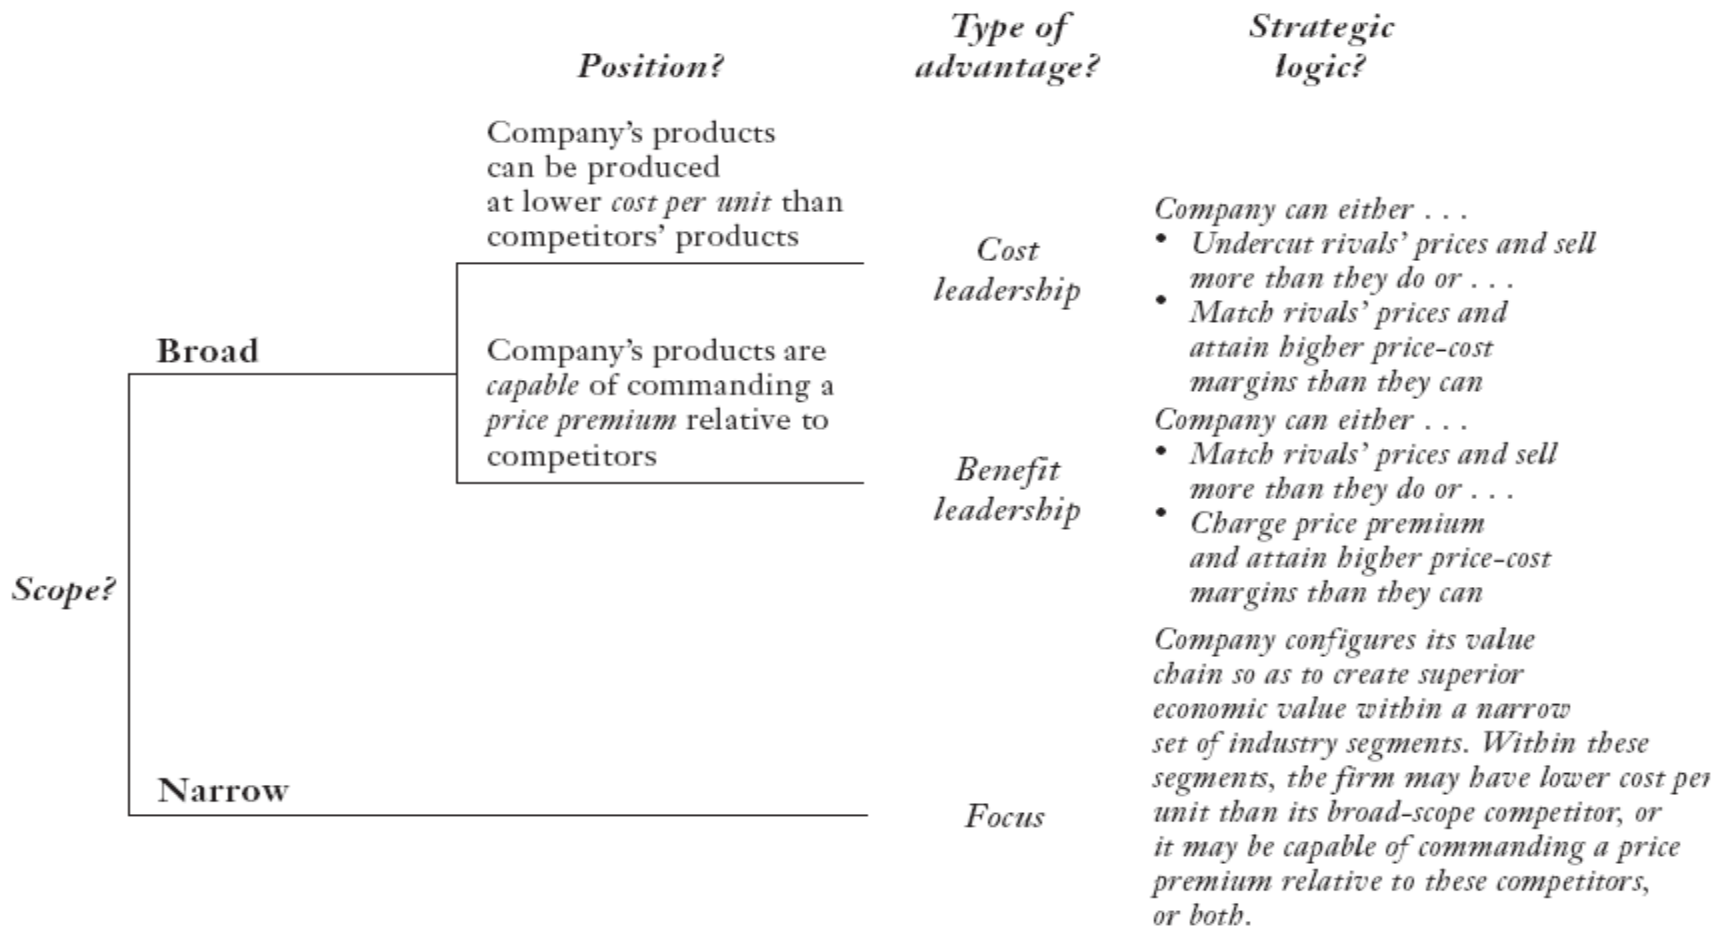 Type of
advantage?
Strategic
logic?
Position?
Company’s products
can be produced
at lower cost per unit than
competitors’ products
Cost
leadership
Company can either . . .
• Undercut rivals’ prices and sell
more than they do or . . .
• Match rivals’ prices and
attain higher price-cost
margins than they can
Broad
Company’s products are
capable of commanding a
price premium relative to
competitors
Benefit
leadership
Company can either . . .
• Match rivals’ prices and sell
more than they do or . . .
• Charge price premium
and attain higher price-cost
margins than they can
Scope?
Narrow
Focus
Company configures its value
chain so as to create superior
economic value within a narrow
set of industry segments. Within these
segments, the firm may have lower cost per
unit than its broad-scope competitor, or
it may be capable of commanding a price
premium relative to these competitors,
or both.